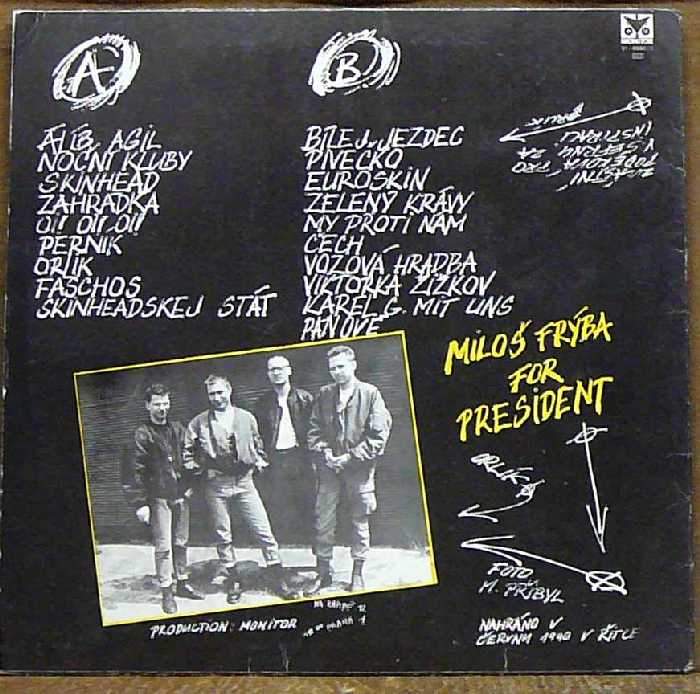 A
ALIB. AGIL
NOČNÍ KLUBY
SKINHEAD
ZAHRÁDKA
OI! OI! OI!
PERNÍK
ORLÍK
FASCHOS
SKINHEADSKEJ STÁT
B
BÍLEJ JEZDEC
PIVEČKO
EUROSKIN
ZELENÝ KRÁVY
MY PROTI NÁM
ČECH
VOZOVÁ HRADBA
VIKTORKA ŽIŽKOV
KAREL G. MIT UNS
PÁNOVÉ
MILOŠ FRÝBA
FOR
PRESIDENT
ORLÍK
FOTO
M. PŘIBYL
NAHRÁNO V
ČERVNU 1990 V ŘITCE
PRODUCTION: MONITOR